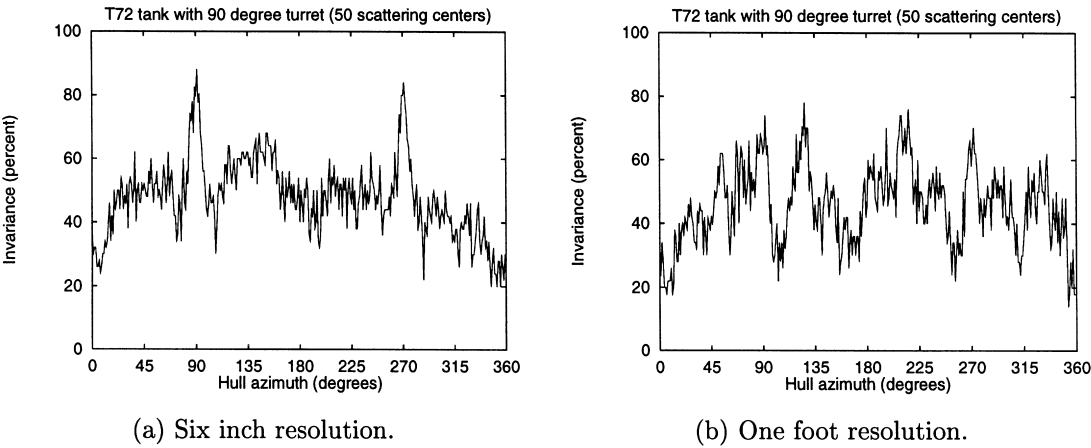 T72 tank with 90 degree turret (50 scattering centers)
100
80
60
40
20
0
Invariance (percent)
0 45 90 135 180 225 270 315 360
Hull azimuth (degrees)
(a) Six inch resolution.
T72 tank with 90 degree turret (50 scattering centers)
100
80
60
40
20
0
Invariance (percent)
0 45 90 135 180 225 270 315 360
Hull azimuth (degrees)
(b) One foot resolution.